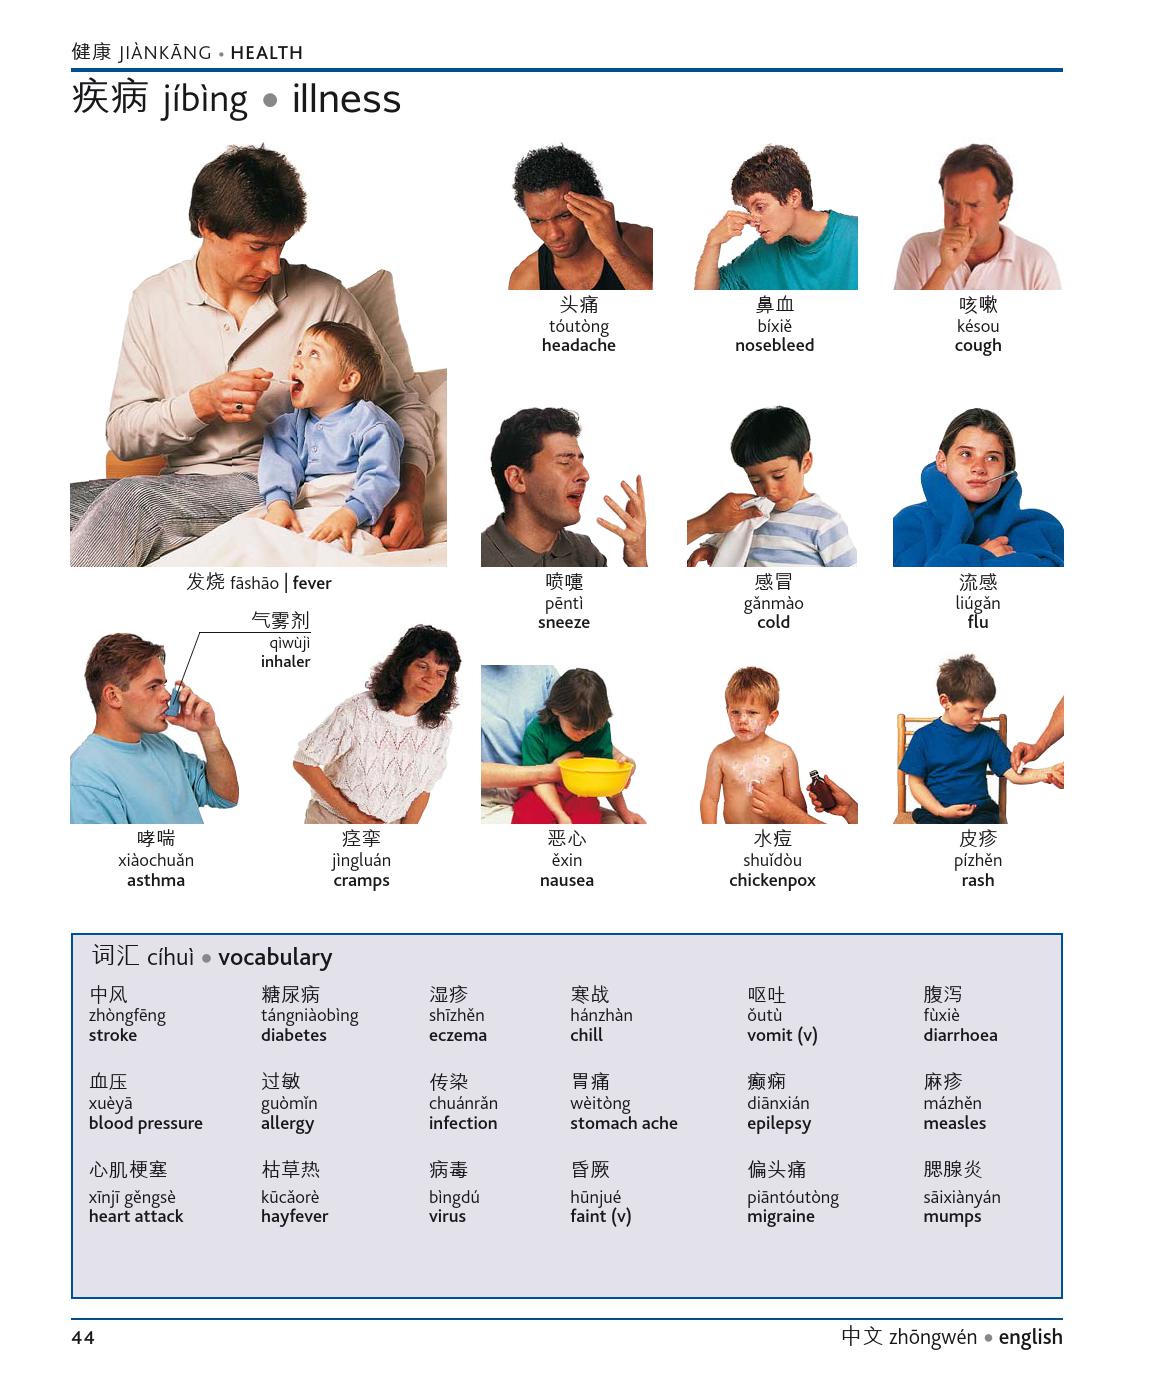 健康 JIÀNKĀNG • HEALTH
疾病 jíbìng • illness
头痛
tóutòng
headache
鼻血
bíxiě
nosebleed
咳嗽
késou
cough
发烧 fāshāo | fever
喷嚏
pēntì
sneeze
感冒
gǎnmào
cold
流感
liúgǎn
flu
气雾剂
qìwùjì
inhaler
哮喘
xiàochuǎn
asthma
痉挛
jìngluán
cramps
恶心
ěxin
nausea
水痘
shuǐdòu
chickenpox
皮疹
pízhěn
rash
词汇 cíhuì • vocabulary
中风
zhòngfēng
stroke
糖尿病
tángniàobìng
diabetes
湿疹
shīzhěn
eczema
寒战
hánzhàn
chill
呕吐
ǒutù
vomit (v)
腹泻
fùxiè
diarrhoea
血压
xuèyā
blood pressure
过敏
guòmǐn
allergy
传染
chuánrǎn
infection
胃痛
wèitòng
stomach ache
癫痫
diānxián
epilepsy
麻疹
mázhěn
measles
心肌梗塞
xīnjī gěngsè
heart attack
枯草热
kūcǎorè
hayfever
病毒
bìngdú
virus
昏厥
hūnjué
faint (v)
偏头痛
piāntóutòng
migraine
腮腺炎
sāixiànyán
mumps
44
中文 zhōngwén • english